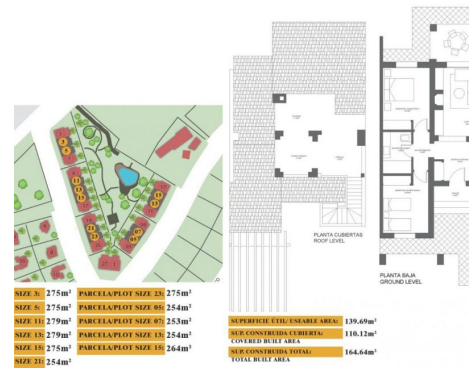 PLANTA CUBIERTAS
ROOF LEVEL
PLANTA BAJA
GROUND LEVEL
SIZE 3: 275m² PARCELA/PLOT SIZE 23: 275m²
SIZE 5: 275m² PARCELA/PLOT SIZE 05: 254m²
SIZE 11: 279m² PARCELA/PLOT SIZE 07: 253m²
SIZE 13: 279m² PARCELA/PLOT SIZE 13: 254m²
SIZE 15: 275m² PARCELA/PLOT SIZE 15: 264m²
SIZE 21: 254m²
SUPERFICIE ÚTIL/ USEABLE AREA: 139.69m²
SUP. CONSTRUIDA CUBIERTA: 110.12m²
COVERED BUILT AREA
SUP. CONSTRUIDA TOTAL: 164.64m²
TOTAL BUILT AREA